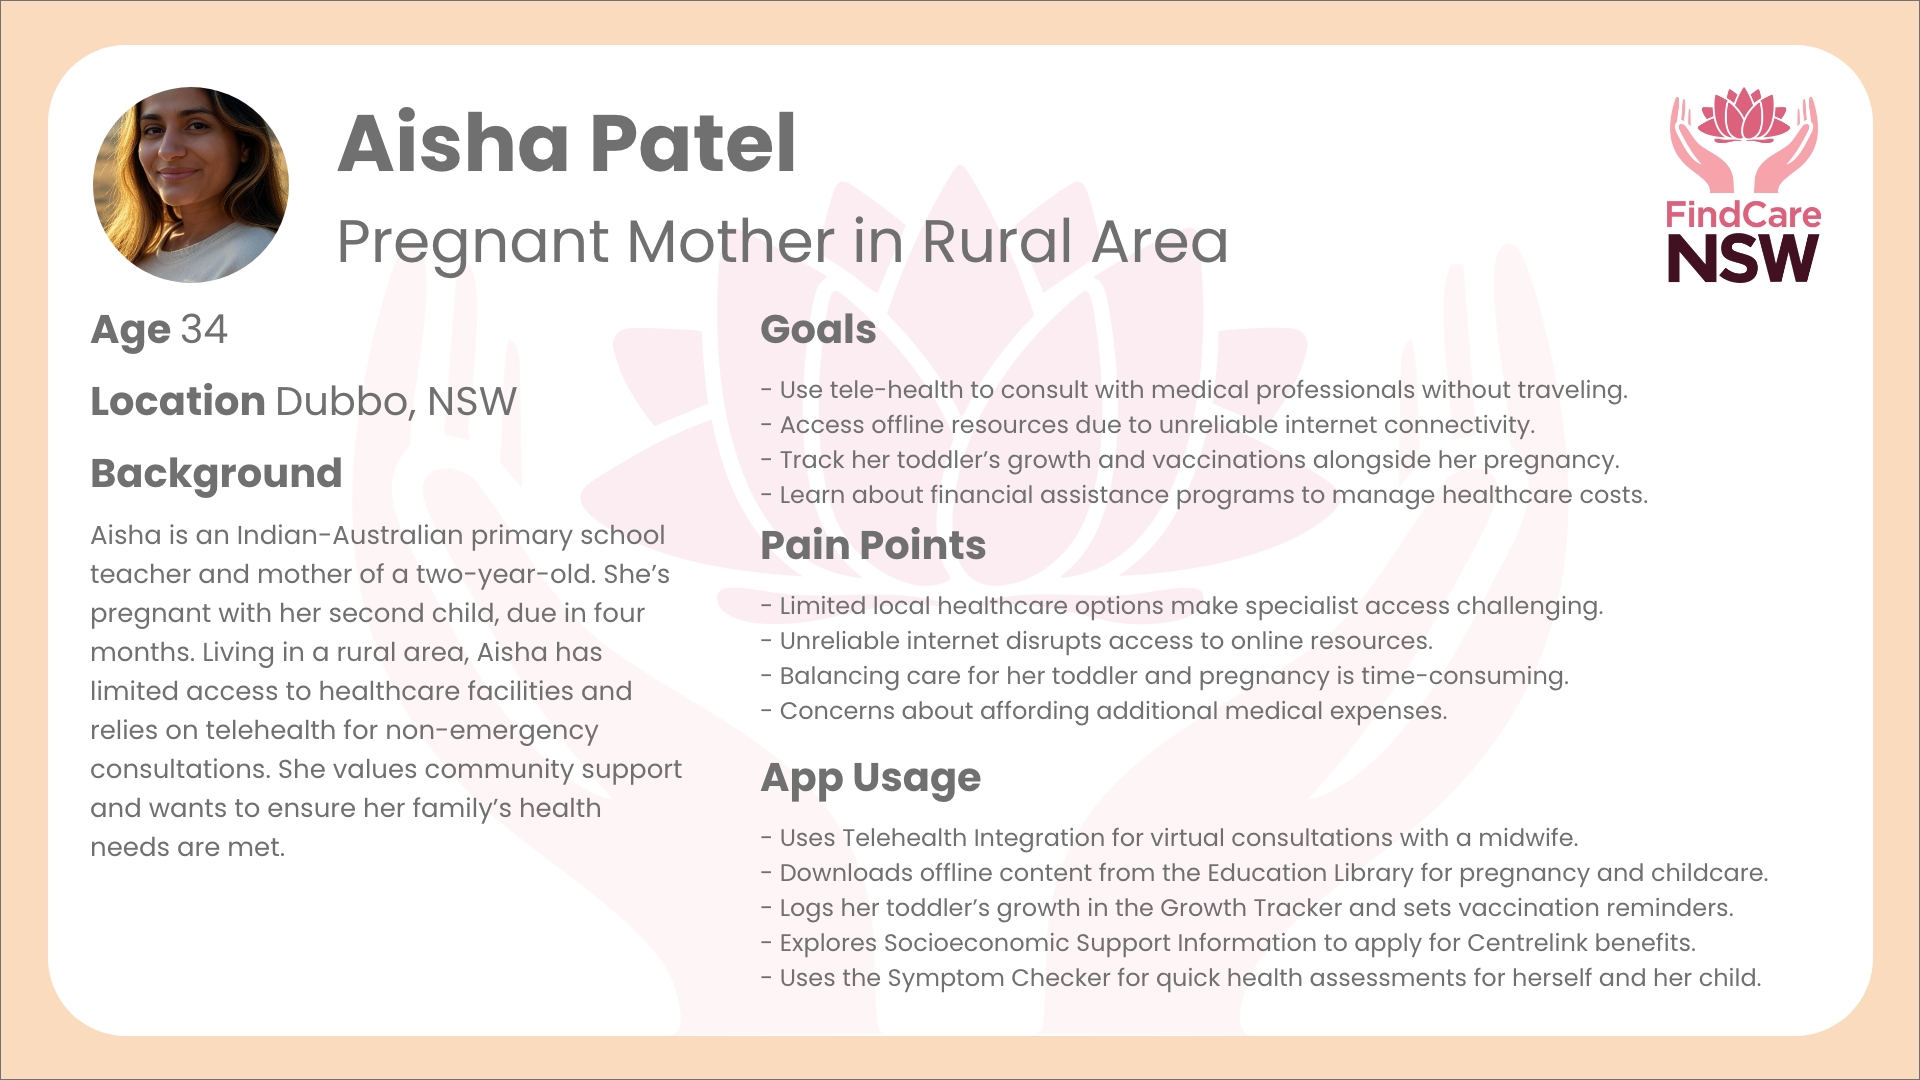 Aisha Patel
Pregnant Mother in Rural Area
FindCare
NSW
Age 34
Location Dubbo, NSW
Background
Aisha is an Indian-Australian primary school
teacher and mother of a two-year-old. She’s
pregnant with her second child, due in four
months. Living in a rural area, Aisha has
limited access to healthcare facilities and
relies on telehealth for non-emergency
consultations. She values community support
and wants to ensure her family’s health
needs are met.
Goals
- Use tele-health to consult with medical professionals without traveling.
- Access offline resources due to unreliable internet connectivity.
- Track her toddler’s growth and vaccinations alongside her pregnancy.
- Learn about financial assistance programs to manage healthcare costs.
Pain Points
- Limited local healthcare options make specialist access challenging.
- Unreliable internet disrupts access to online resources.
- Balancing care for her toddler and pregnancy is time-consuming.
- Concerns about affording additional medical expenses.
App Usage
- Uses Telehealth Integration for virtual consultations with a midwife.
- Downloads offline content from the Education Library for pregnancy and childcare.
- Logs her toddler’s growth in the Growth Tracker and sets vaccination reminders.
- Explores Socioeconomic Support Information to apply for Centrelink benefits.
- Uses the Symptom Checker for quick health assessments for herself and her child.